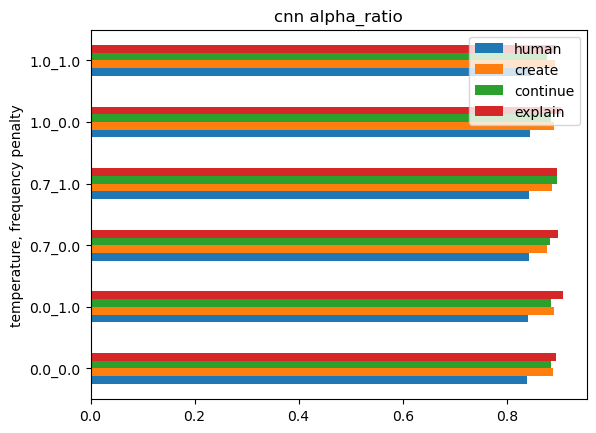 cnn alpha_ratio
human
create
continue
explain
temperature, frequency penalty
1.0_1.0
1.0_0.0
0.7_1.0
0.7_0.0
0.0_1.0
0.0_0.0
0.0 0.2 0.4 0.6 0.8